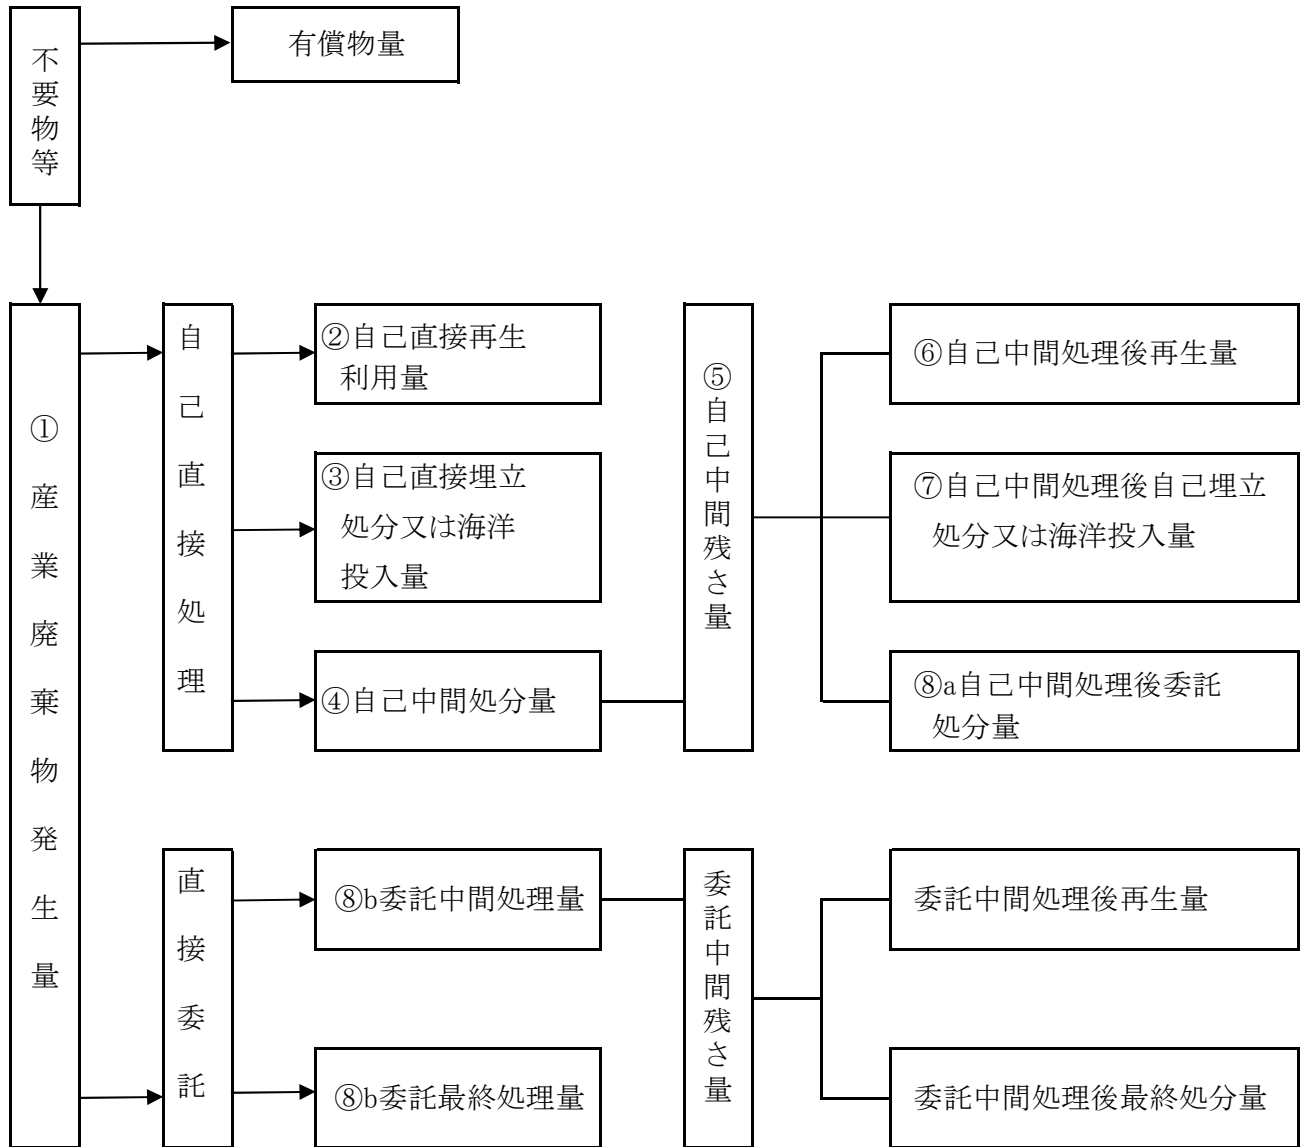 不要物等
有償物量
①産業廃棄物発生量
自己直接処理
②自己直接再生
利用量
③自己直接埋立
処分又は海洋
投入量
④自己中間処分量
⑤自己中間残さ量
⑥自己中間処理後再生量
⑦自己中間処理後自己埋立
処分又は海洋投入量
⑧a自己中間処理後委託
処分量
直接委託
⑧b委託中間処理量
⑧b委託最終処理量
委託中間残さ量
委託中間処理後再生量
委託中間処理後最終処分量